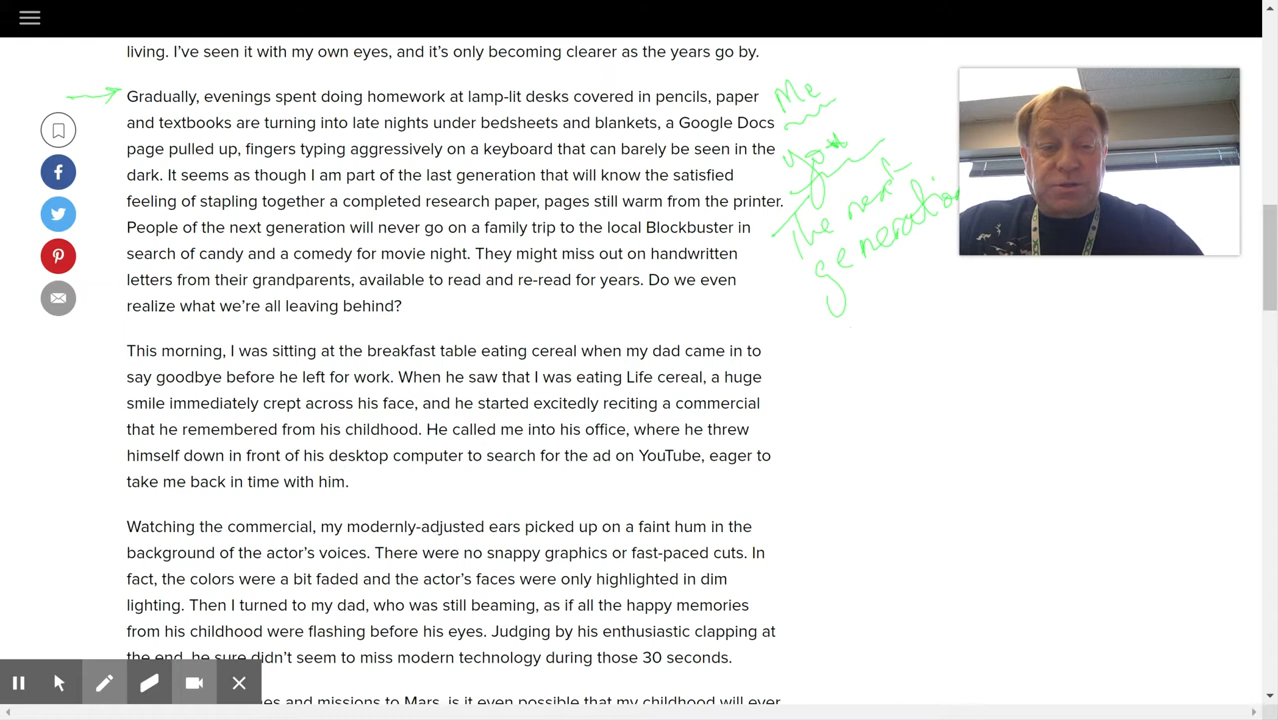 living. I’ve seen it with my own eyes, and it’s only becoming clearer as the years go by.
Gradually, evenings spent doing homework at lamp-lit desks covered in pencils, paper
and textbooks are turning into late nights under bedsheets and blankets, a Google Docs
page pulled up, fingers typing aggressively on a keyboard that can barely be seen in the
dark. It seems as though I am part of the last generation that will know the satisfied
feeling of stapling together a completed research paper, pages still warm from the printer.
People of the next generation will never go on a family trip to the local Blockbuster in
search of candy and a comedy for movie night. They might miss out on handwritten
letters from their grandparents, available to read and re-read for years. Do we even
realize what we’re all leaving behind?
Me
The next
generation
This morning, I was sitting at the breakfast table eating cereal when my dad came in to
say goodbye before he left for work. When he saw that I was eating Life cereal, a huge
smile immediately crept across his face, and he started excitedly reciting a commercial
that he remembered from his childhood. He called me into his office, where he threw
himself down in front of his desktop computer to search for the ad on YouTube, eager to
take me back in time with him.
Watching the commercial, my modernly-adjusted ears picked up on a faint hum in the
background of the actor’s voices. There were no snappy graphics or fast-paced cuts. In
fact, the colors were a bit faded and the actor’s faces were only highlighted in dim
lighting. Then I turned to my dad, who was still beaming, as if all the happy memories
from his childhood were flashing before his eyes. Judging by his enthusiastic clapping at
the end, he sure didn’t seem to miss modern technology during those 30 seconds.
and missions to Mars, is it even possible that my childhood will ever